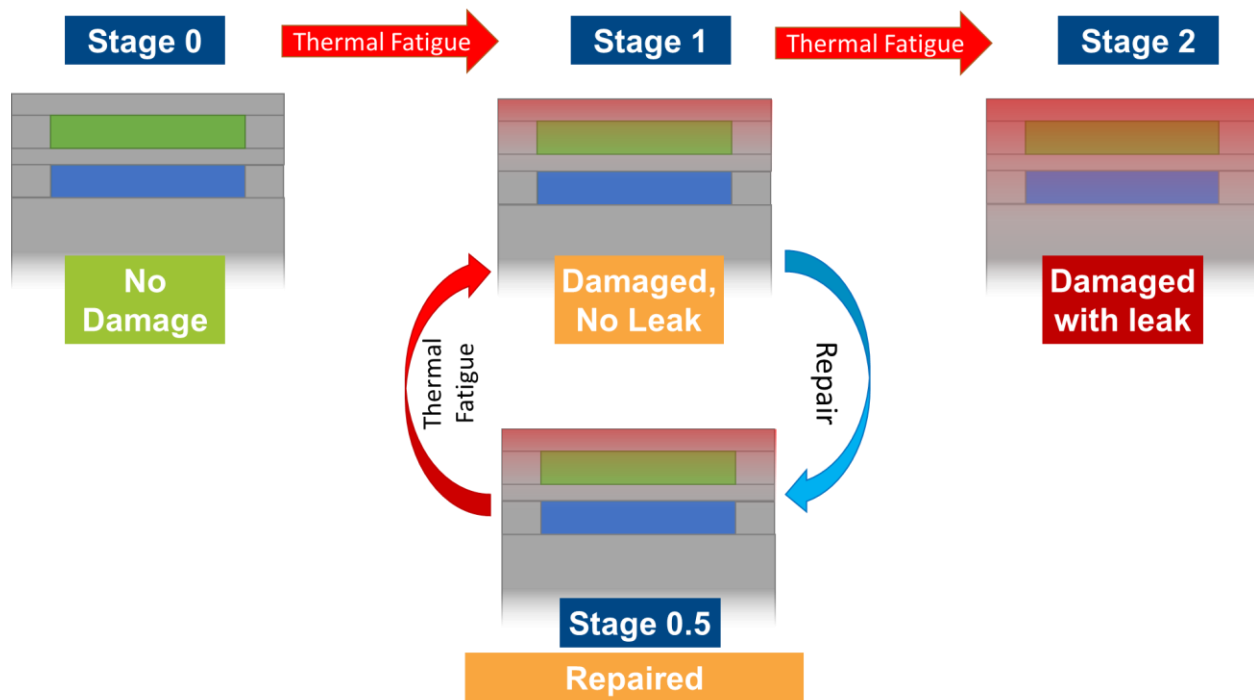 Stage 0
Thermal Fatigue
Stage 1
Thermal Fatigue
Stage 2
No
Damage
Damaged,
No Leak
Damaged
with leak
Thermal
Fatigue
Repair
Stage 0.5
Repaired